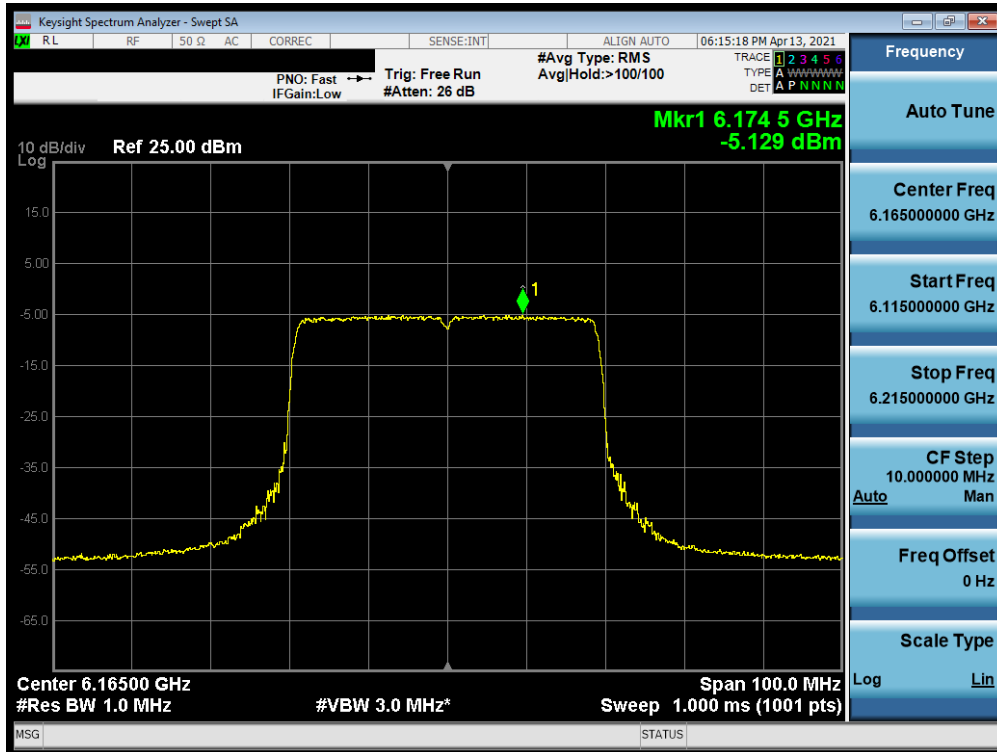 Keysight Spectrum Analyzer - Swept SA
LXI RL RF 50 Ω AC CORREC SENSE:INT ALIGN AUTO 06:15:18 PM Apr 13, 2021
PNO: Fast Trig: Free Run #Avg Type: RMS TRACE 1 2 3 4 5 6
IFGain:Low #Atten: 26 dB Avg|Hold:>100/100 TYPE A WWWWW
DET A P N N N N
Mkr1 6.174 5 GHz
-5.129 dBm
10 dB/div Ref 25.00 dBm
Log
1
15.0
5.00
-5.00
-15.0
-25.0
-35.0
-45.0
-55.0
-65.0
Center 6.16500 GHz Span 100.0 MHz
#Res BW 1.0 MHz #VBW 3.0 MHz* Sweep 1.000 ms (1001 pts)
MSG STATUS
Frequency
Auto Tune
Center Freq
6.165000000 GHz
Start Freq
6.115000000 GHz
Stop Freq
6.215000000 GHz
CF Step
10.000000 MHz
Auto Man
Freq Offset
0 Hz
Scale Type
Log Lin